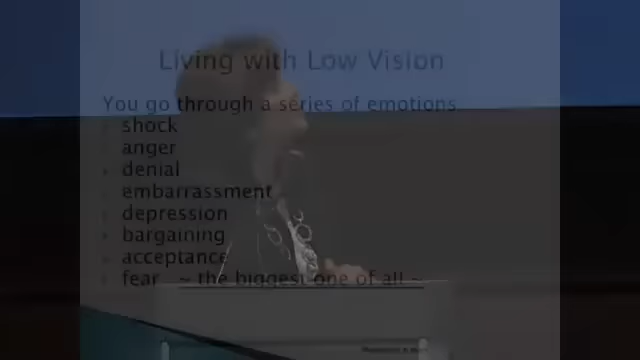 Living with Low Vision
You go through a series of emotions
shock
anger
denial
embarrassment
depression
bargaining
acceptance
fear ~ the biggest one of all ~